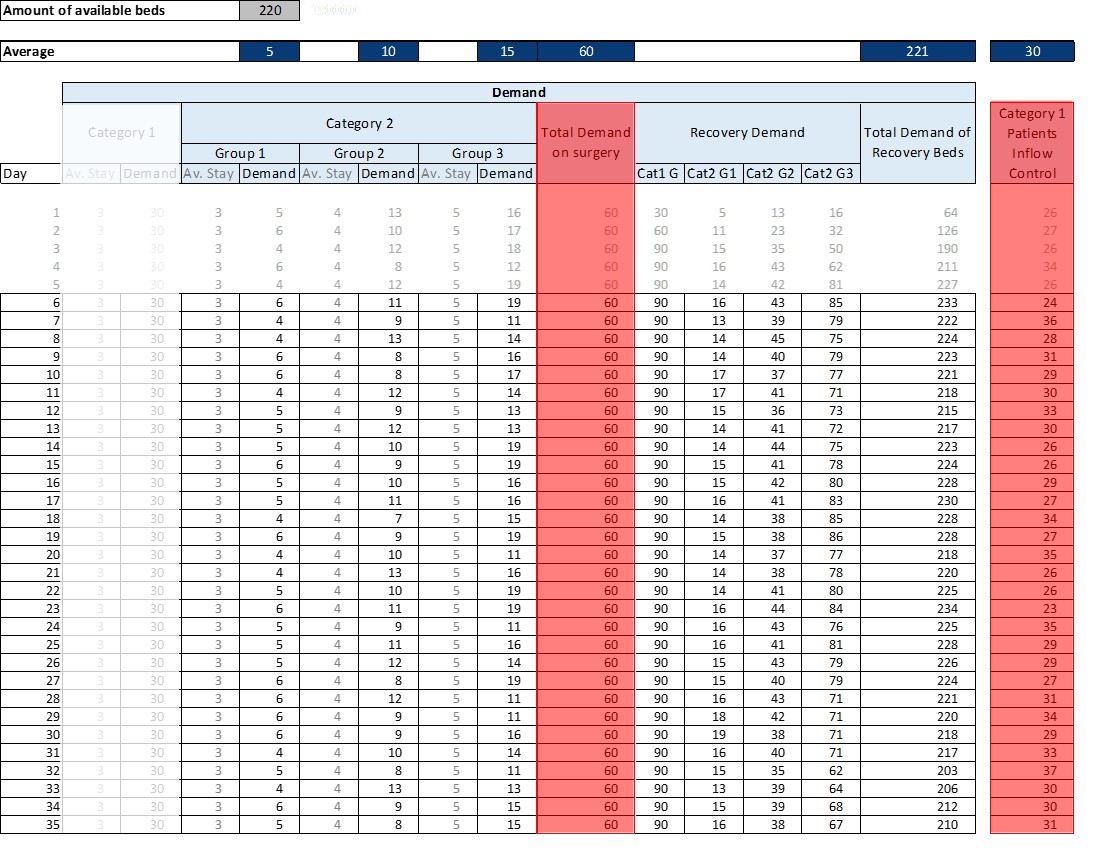 Amount of available beds 220
Average 5 10 15 60 221 30
Demand
Category 1 Category 2 Total Demand on surgery Recovery Demand Total Demand of Recovery Beds Category 1 Patients Inflow Control
Group 1 Group 2 Group 3
Day Av. Stay Demand Av. Stay Demand Av. Stay Demand Av. Stay Demand Cat1 G Cat2 G1 Cat2 G2 Cat2 G3
1 3 30 3 5 4 13 5 16 60 30 5 13 16 64 26
2 3 30 3 6 4 10 5 17 60 60 11 23 32 126 27
3 3 30 3 4 4 12 5 18 60 90 15 35 50 190 26
4 3 30 3 6 4 8 5 12 60 90 16 43 62 211 34
5 3 30 3 4 4 12 5 19 60 90 14 42 81 227 26
6 3 30 3 6 4 11 5 19 60 90 16 43 85 233 24
7 3 30 3 4 4 9 5 11 60 90 13 39 79 222 36
8 3 30 3 4 4 13 5 14 60 90 14 45 75 224 28
9 3 30 3 6 4 8 5 16 60 90 14 40 79 223 31
10 3 30 3 6 4 8 5 17 60 90 17 37 77 221 29
11 3 30 3 4 4 12 5 14 60 90 17 41 71 218 30
12 3 30 3 5 4 9 5 13 60 90 15 36 73 215 33
13 3 30 3 5 4 12 5 13 60 90 14 41 72 217 30
14 3 30 3 5 4 10 5 19 60 90 14 44 75 223 26
15 3 30 3 6 4 9 5 19 60 90 15 41 78 224 26
16 3 30 3 5 4 10 5 16 60 90 15 42 80 228 29
17 3 30 3 5 4 11 5 16 60 90 16 41 83 230 27
18 3 30 3 4 4 7 5 15 60 90 14 38 85 228 34
19 3 30 3 6 4 9 5 19 60 90 15 38 86 228 27
20 3 30 3 4 4 10 5 11 60 90 14 37 77 218 35
21 3 30 3 4 4 13 5 16 60 90 14 38 78 220 26
22 3 30 3 5 4 10 5 19 60 90 14 41 80 225 26
23 3 30 3 6 4 11 5 19 60 90 16 44 84 234 23
24 3 30 3 5 4 9 5 11 60 90 16 43 76 225 35
25 3 30 3 5 4 11 5 16 60 90 16 41 81 228 29
26 3 30 3 5 4 12 5 14 60 90 15 43 79 226 29
27 3 30 3 6 4 8 5 19 60 90 15 40 79 224 27
28 3 30 3 6 4 12 5 11 60 90 16 43 71 221 31
29 3 30 3 6 4 9 5 11 60 90 18 42 71 220 34
30 3 30 3 6 4 9 5 16 60 90 19 38 71 218 29
31 3 30 3 4 4 10 5 14 60 90 16 40 71 217 33
32 3 30 3 5 4 8 5 11 60 90 15 35 62 203 37
33 3 30 3 4 4 13 5 13 60 90 13 39 64 206 30
34 3 30 3 6 4 9 5 15 60 90 15 39 68 212 30
35 3 30 3 5 4 8 5 15 60 90 16 38 67 210 31